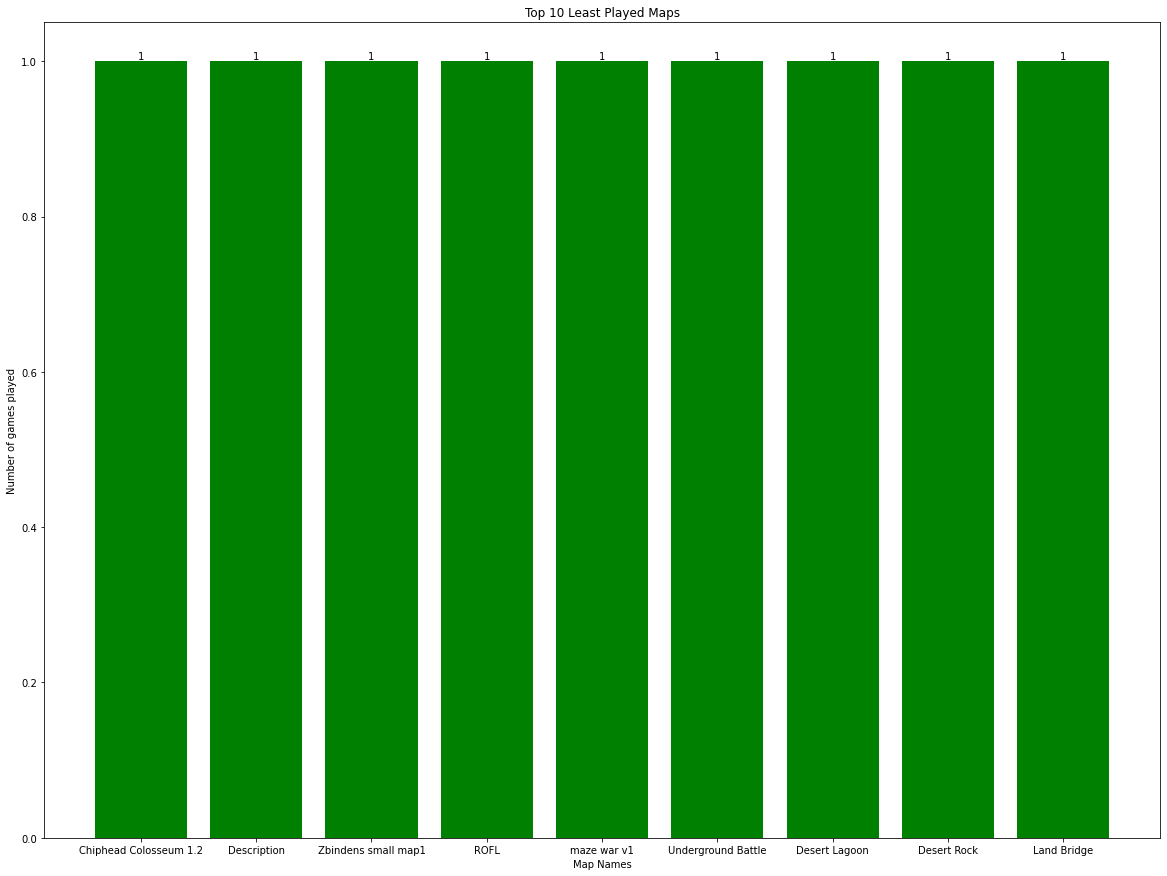 Top 10 Least Played Maps
1 1 1 1 1 1 1 1 1
1.0
0.8
0.6
0.4
0.2
0.0
Number of games played
Chiphead Colosseum 1.2 Description Zbindens small map1 ROFL maze war v1 Underground Battle Desert Lagoon Desert Rock Land Bridge
Map Names